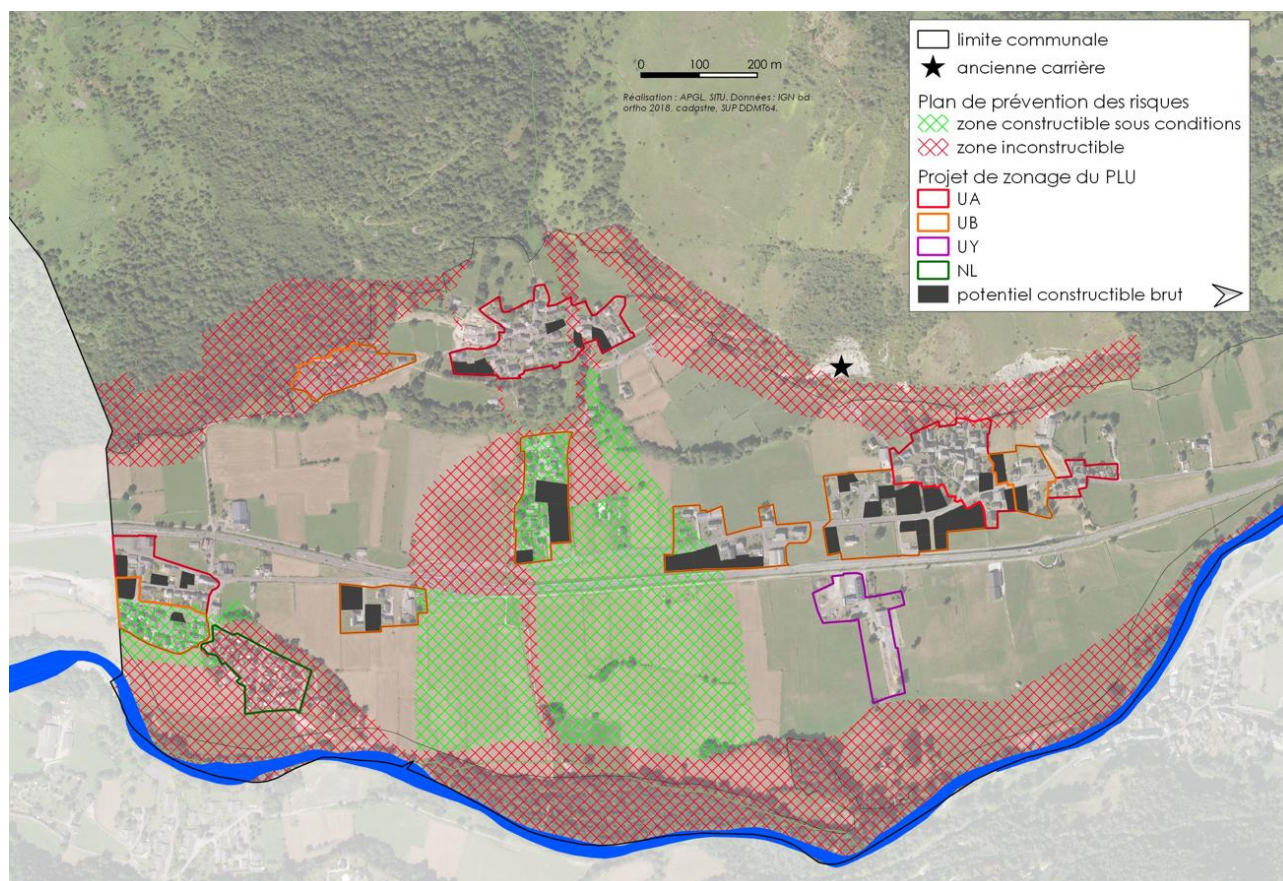 0 100 200 m
Réalisation : APGL, SITU. Données : IGN bd
ortho 2018, cadastre, SUP DDMT64.
limite communale
ancienne carrière
Plan de prévention des risques
zone constructible sous conditions
zone inconstructible
Projet de zonage du PLU
UA
UB
UY
NL
potentiel constructible brut